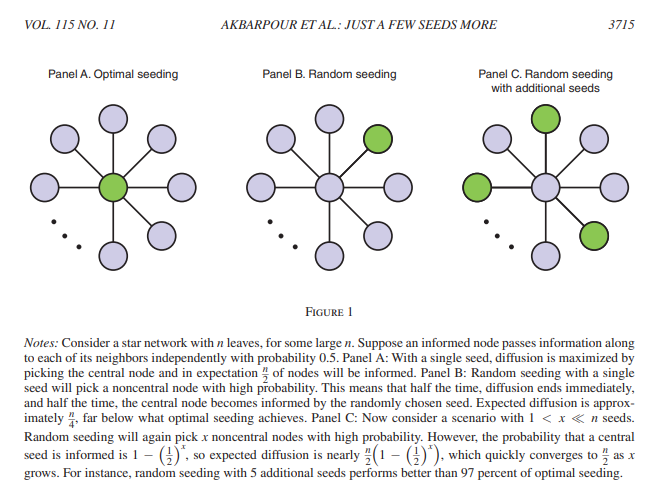 VOL. 115 NO. 11 AKBARPOUR ET AL.: JUST A FEW SEEDS MORE 3715
Panel A. Optimal seeding Panel B. Random seeding Panel C. Random seeding
with additional seeds
FIGURE 1
Notes: Consider a star network with n leaves, for some large n. Suppose an informed node passes information along
to each of its neighbors independently with probability 0.5. Panel A: With a single seed, diffusion is maximized by
picking the central node and in expectation n/2 of nodes will be informed. Panel B: Random seeding with a single
seed will pick a noncentral node with high probability. This means that half the time, diffusion ends immediately,
and half the time, the central node becomes informed by the randomly chosen seed. Expected diffusion is approx-
imately n/4, far below what optimal seeding achieves. Panel C: Now consider a scenario with 1 < x ≪ n seeds.
Random seeding will again pick x noncentral nodes with high probability. However, the probability that a central
seed is informed is 1 − (1/2)^x, so expected diffusion is nearly n/2(1 − (1/2)^x), which quickly converges to n/2 as x
grows. For instance, random seeding with 5 additional seeds performs better than 97 percent of optimal seeding.